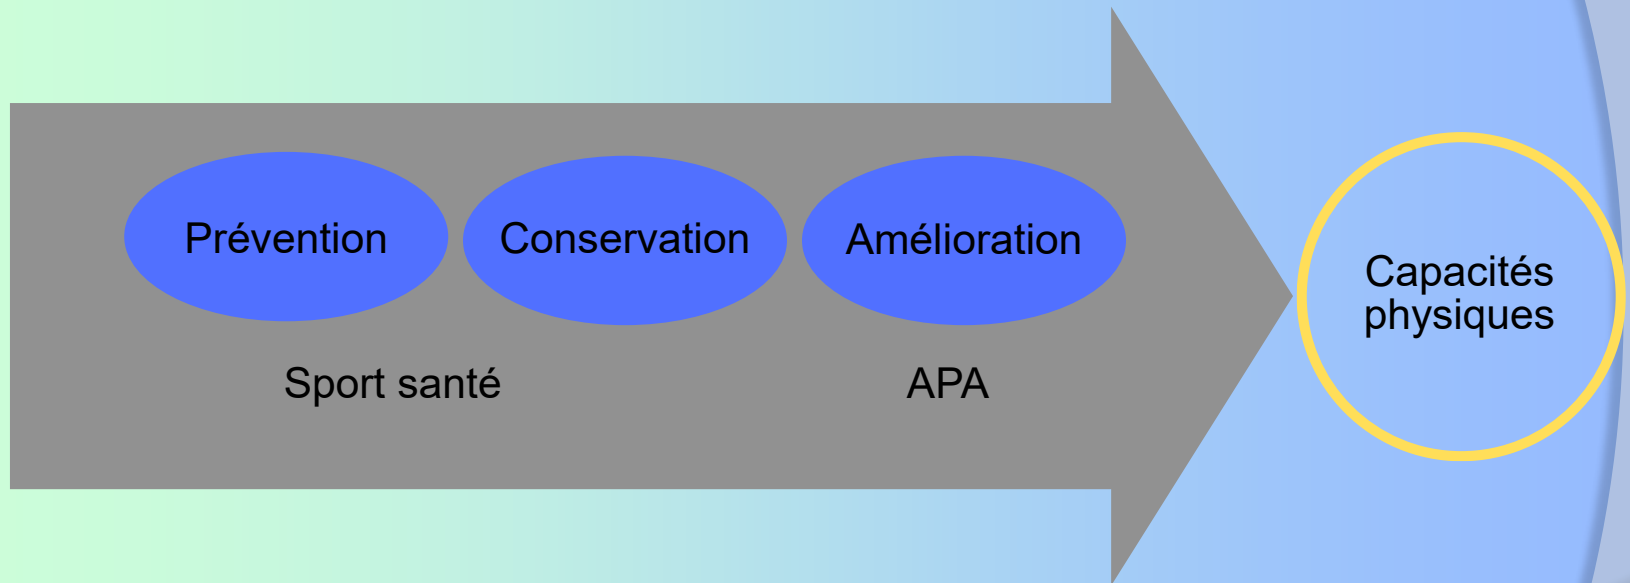 Prévention
Conservation
Amélioration
Sport santé
APA
Capacités
physiques